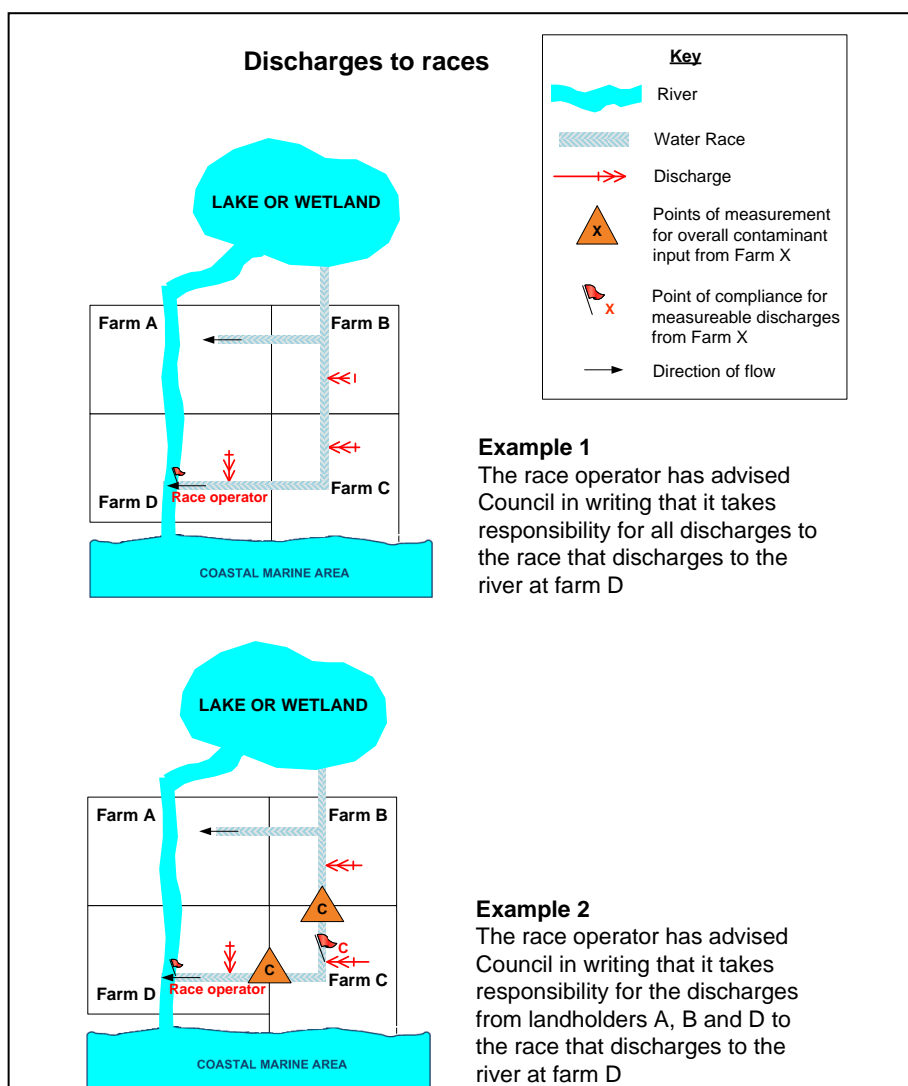 Discharges to races
Key
River
Water Race
Discharge
X
Points of measurement
for overall contaminant
input from Farm X
X
Point of compliance for
measureable discharges
from Farm X
Direction of flow
LAKE OR WETLAND
Farm A
Farm B
Farm D
Race operator
Farm C
COASTAL MARINE AREA
Example 1
The race operator has advised
Council in writing that it takes
responsibility for all discharges to
the race that discharges to the
river at farm D
LAKE OR WETLAND
Farm A
Farm B
C
C
C
Farm D
Race operator
Farm C
COASTAL MARINE AREA
Example 2
The race operator has advised
Council in writing that it takes
responsibility for the discharges
from landholders A, B and D to
the race that discharges to the
river at farm D